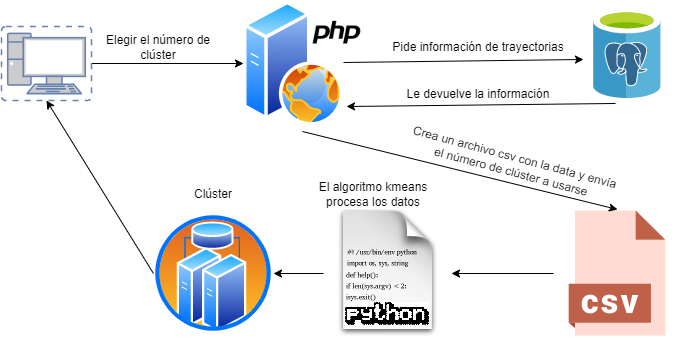 Elegir el número de
clúster
php
Pide información de trayectorias
Le devuelve la información
Crea un archivo csv con la data y envía
el número de clúster a usarse
Clúster
El algoritmo kmeans
procesa los datos
#! /usr/bin/env python
import os, sys, string
def help():
if len(sys.argv) < 2:
isys.exit()
python
CSV